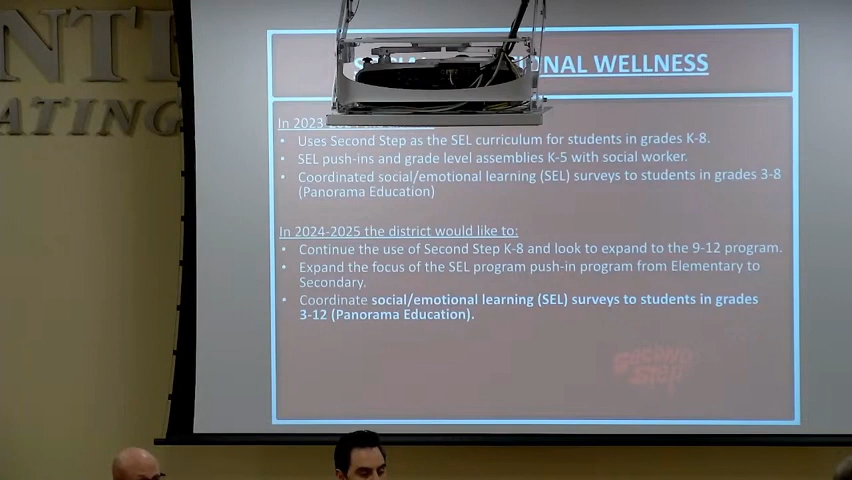 ATING
ONAL WELLNESS
In 2023
• Uses Second Step as the SEL curriculum for students in grades K-8.
• SEL push-ins and grade level assemblies K-5 with social worker.
• Coordinated social/emotional learning (SEL) surveys to students in grades 3-8
(Panorama Education)
In 2024-2025 the district would like to:
• Continue the use of Second Step K-8 and look to expand to the 9-12 program.
• Expand the focus of the SEL program push-in program from Elementary to
Secondary.
• Coordinate social/emotional learning (SEL) surveys to students in grades
3-12 (Panorama Education).
SECOND
STEP